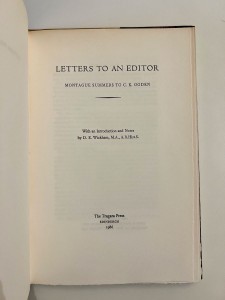 LETTERS TO AN EDITOR
MONTAGUE SUMMERS TO C. K. OGDEN
With an Introduction and Notes
by D. E. Wickham, M.A.,
The Tragara Press
EDINBURGH
1986